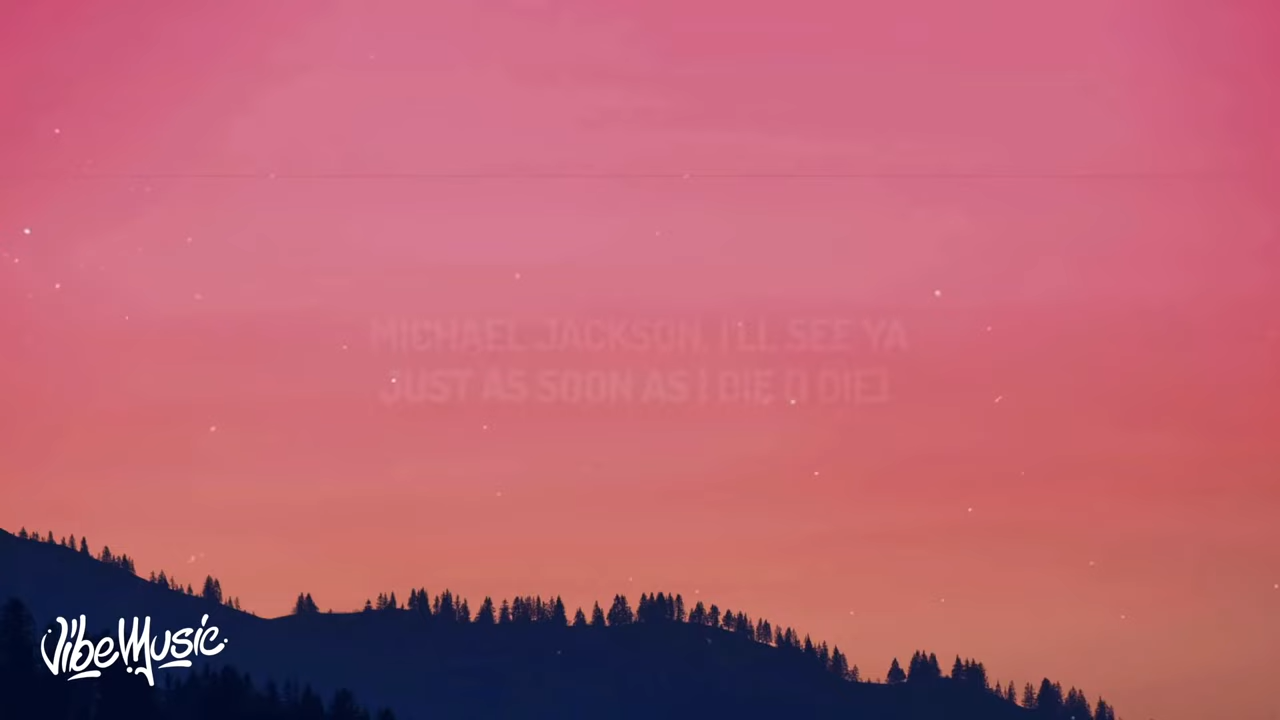 MICHAEL JACKSON, I'LL SEE YA
JUST AS SOON AS I DIE (I DIE)
VibeMusic